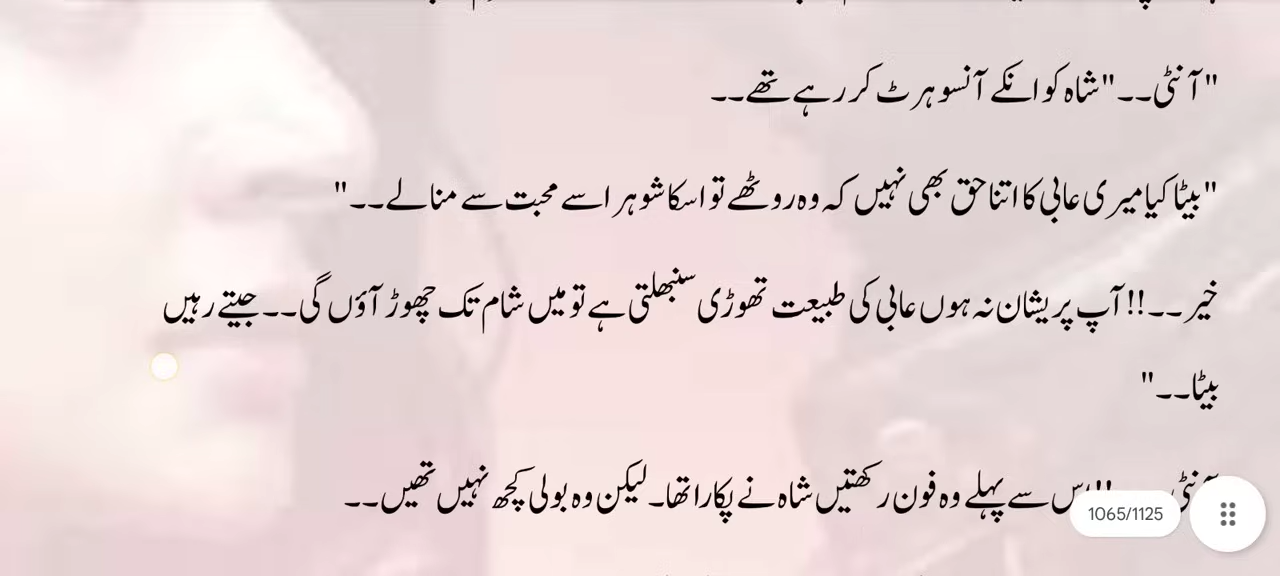 "آنٹی۔۔"شاہ کو انکے آنسو ہرٹ کر رہے تھے۔۔
"بیٹا کیا میری عابی کا اتنا حق بھی نہیں کہ وہ روٹھے تو اسکا شوہر اسے محبت سے منا لے۔۔"
خیر۔۔!! آپ پریشان نہ ہوں عابی کی طبیعت تھوڑی سنبھلتی ہے تو میں شام تک چھوڑ آؤں گی۔۔جیتے رہیں
بیٹا۔۔"
سے پہلے وہ فون رکھتیں شاہ نے پکارا تھا۔ لیکن وہ بولی کچھ نہیں تھیں۔۔
1065/1125